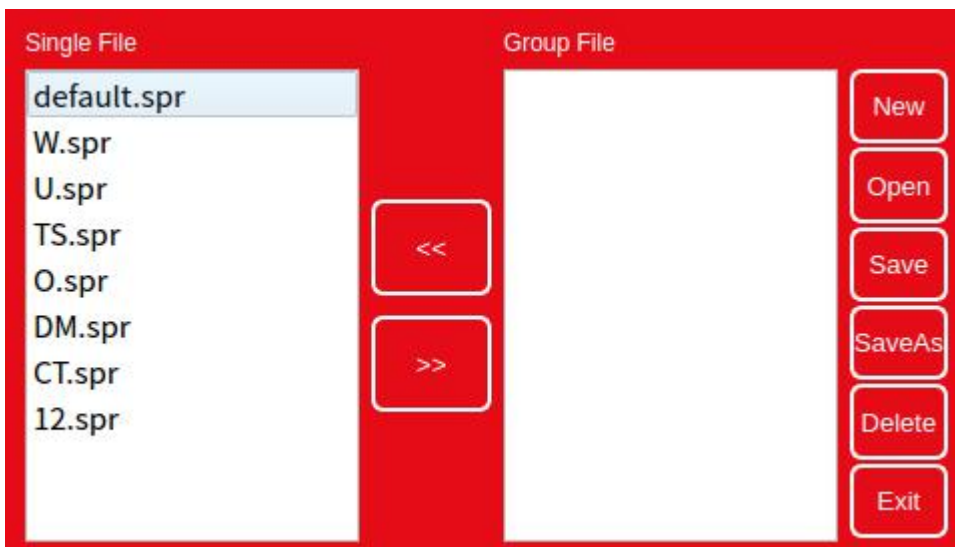 Single File
default.spr
W.spr
U.spr
TS.spr
O.spr
DM.spr
CT.spr
12.spr
<<
>>
Group File
New
Open
Save
SaveAs
Delete
Exit